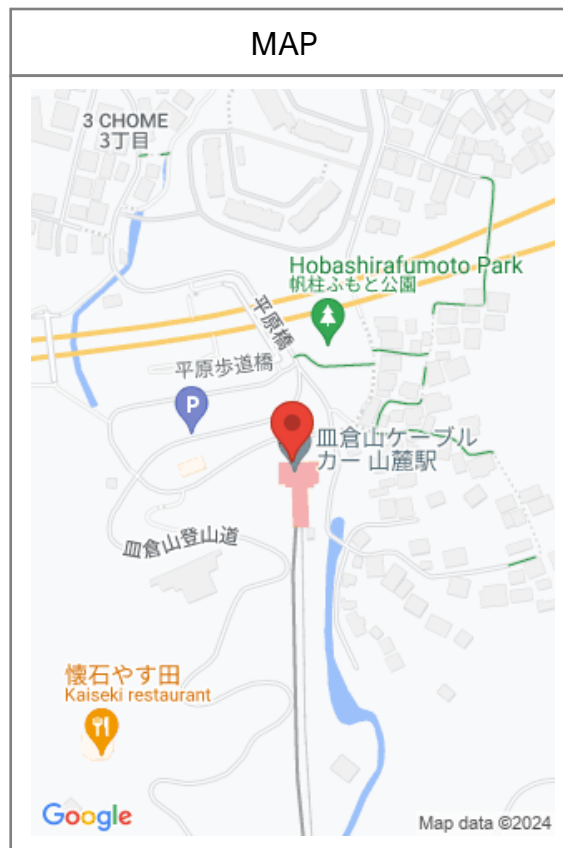 MAP
3 CHOME
3丁目
Hobashirafumoto Park
帆柱ふもと公園
平原橋
平原歩道橋
P
皿倉山ケーブル
カー 山麓駅
皿倉山登山道
懐石やす田
Kaiseki restaurant
Google
Map data ©2024